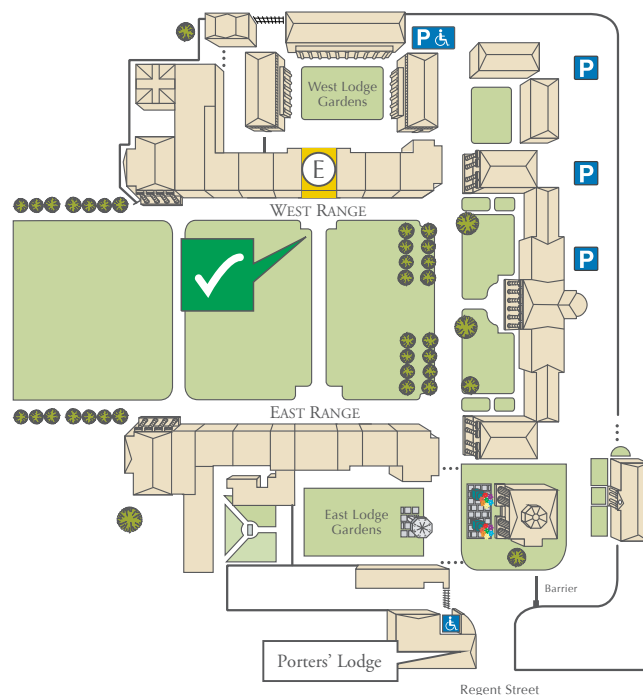 P
West Lodge
Gardens
P
E
P
WEST RANGE
P
EAST RANGE
East Lodge
Gardens
Barrier
Porters' Lodge
Regent Street